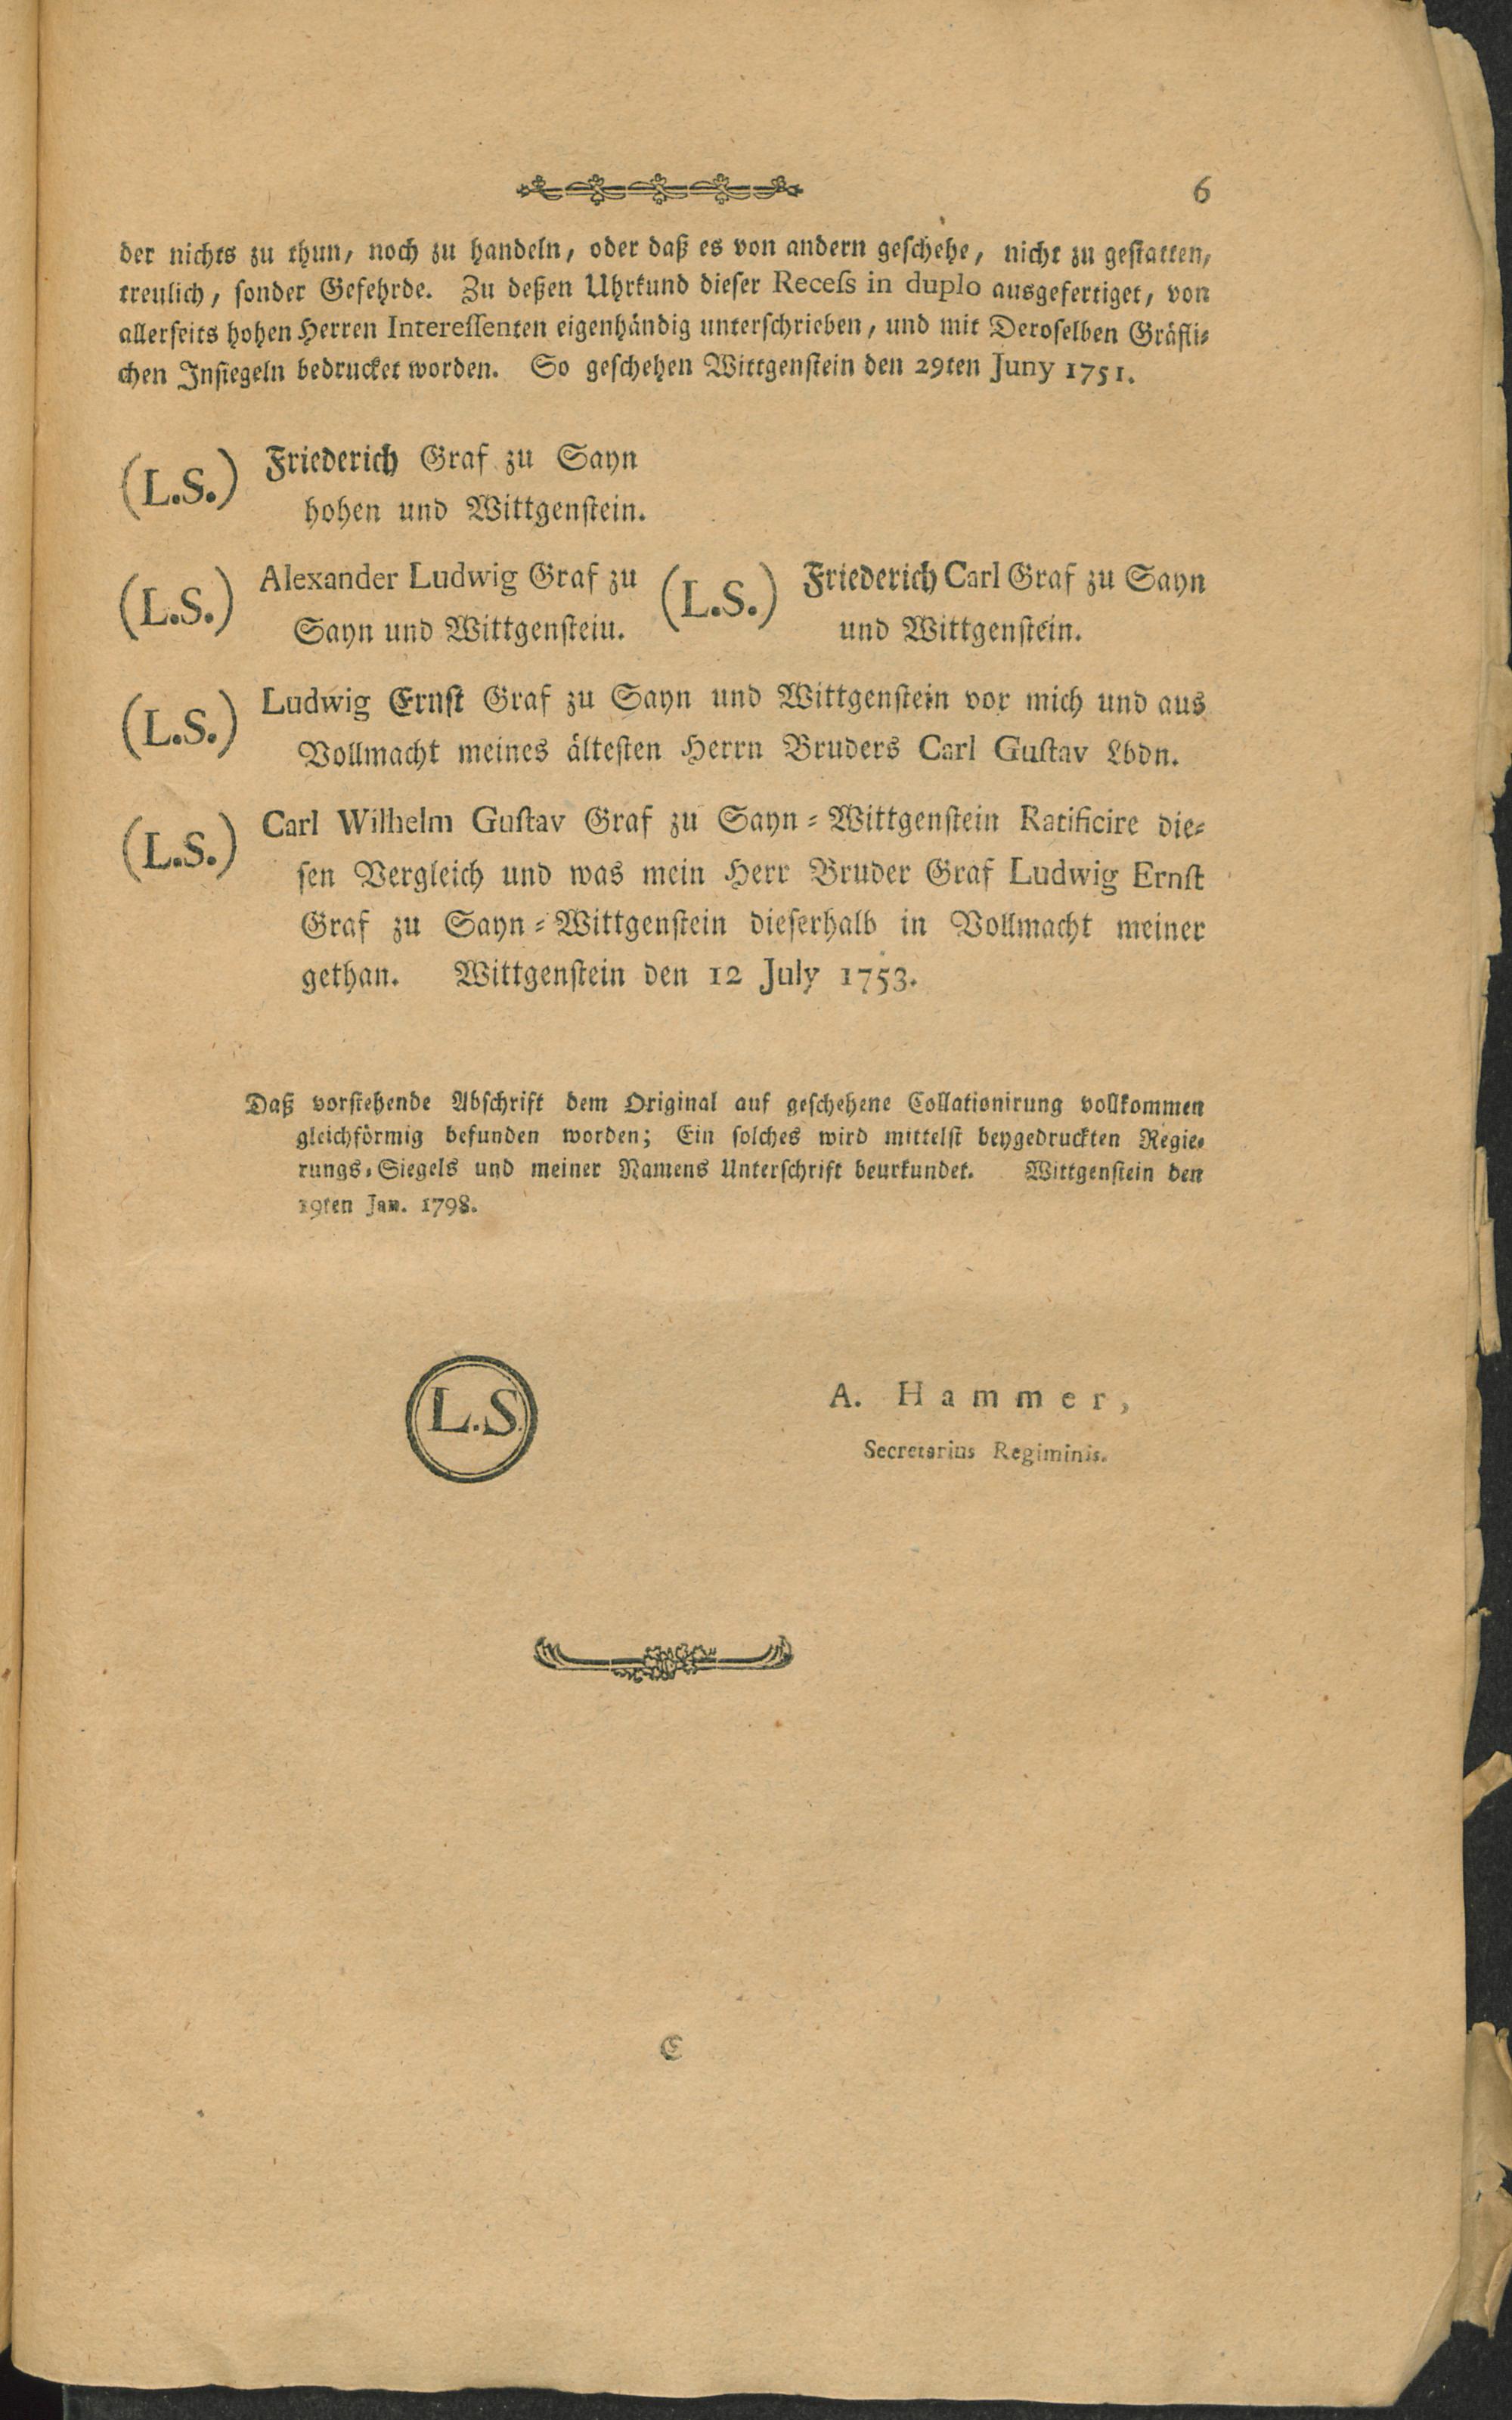 6
der nichts zu thun, noch zu handeln, oder daß es von andern geschehe, nicht zu gestatten,
treulich, sonder Gefehrde. Zu deßen Uhrkund dieser Recess in duplo ausgefertiget, von
allerseits hohen Herren Interessenten eigenhändig unterschrieben, und mit Deroselben Gräfli-
chen Insiegeln bedrucket worden. So geschehen Wittgenstein den 29ten Juny 1751.
(L.S.) Friederich Graf zu Sayn
hohen und Wittgenstein.
(L.S.) Alexander Ludwig Graf zu
Sayn und Wittgensteiu.
(L.S.) Friederich Carl Graf zu Sayn
und Wittgenstein.
(L.S.) Ludwig Ernst Graf zu Sayn und Wittgenstein vor mich und aus
Vollmacht meines ältesten Herrn Bruders Carl Gustav Lbdn.
(L.S.) Carl Wilhelm Gustav Graf zu Sayn-Wittgenstein Ratificire die-
sen Vergleich und was mein Herr Bruder Graf Ludwig Ernst
Graf zu Sayn-Wittgenstein dieserhalb in Vollmacht meiner
gethan. Wittgenstein den 12 July 1753.
Daß vorstehende Abschrift dem Original auf geschehene Collationirung vollkommen
gleichförmig befunden worden; Ein solches wird mittelst beygedruckten Regie-
rungs-Siegels und meiner Namens Unterschrift beurkundet. Wittgenstein den
19ten Jan. 1798.
L.S.
A. Hammer,
Secretarius Regiminis.
C